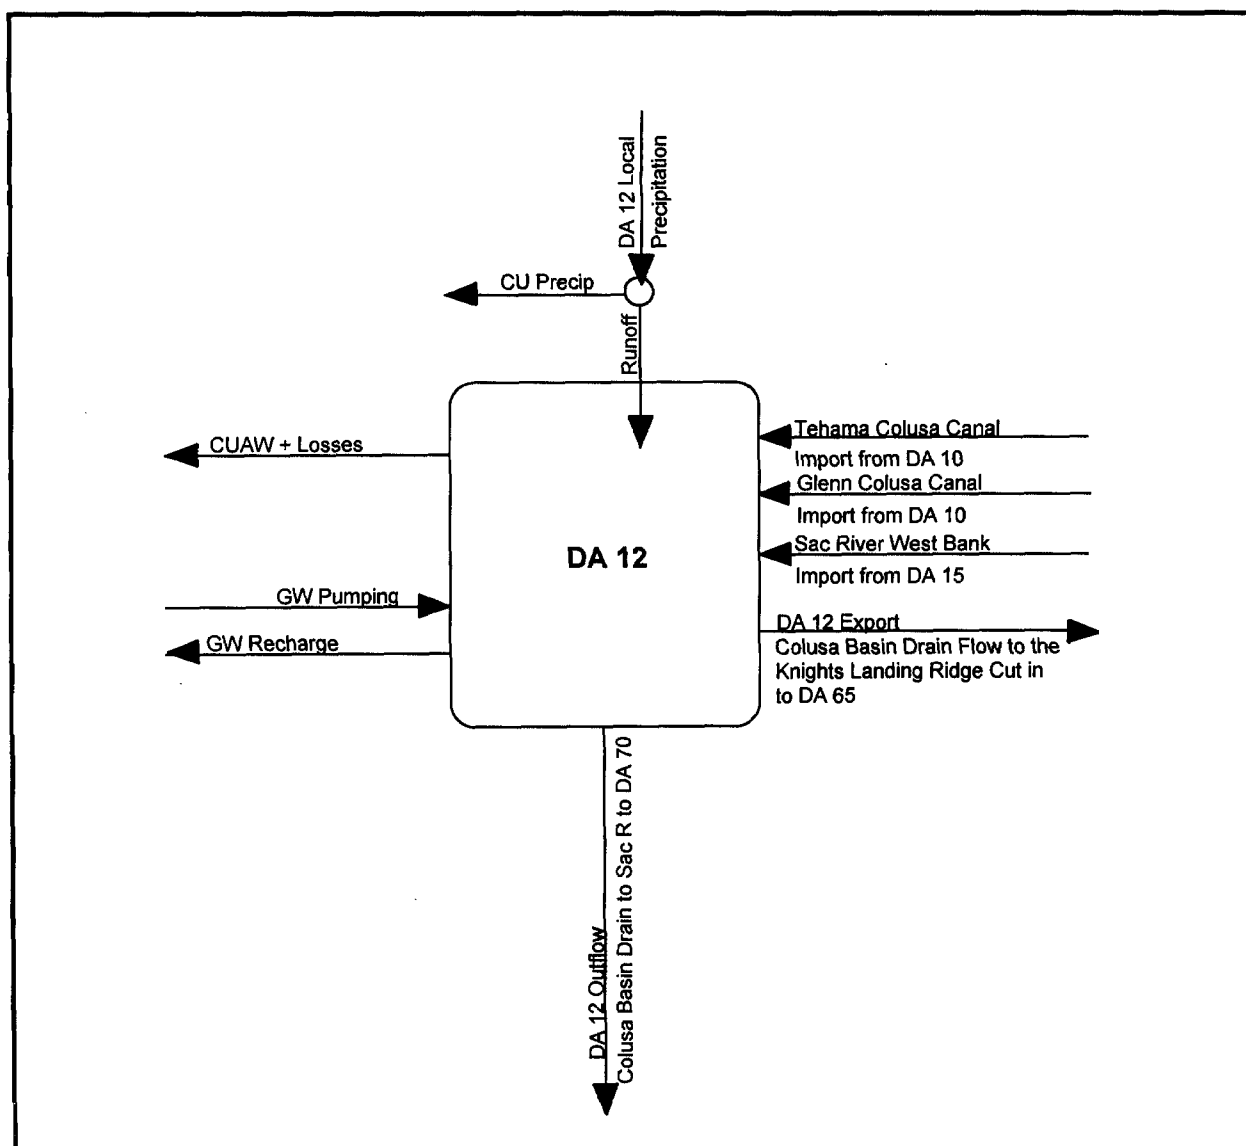 DA 12 Local
Precipitation
CU Precip
Runoff
CUAW + Losses
Tehama Colusa Canal
Import from DA 10
Glenn Colusa Canal
Import from DA 10
Sac River West Bank
Import from DA 15
DA 12
GW Pumping
GW Recharge
DA 12 Export
Colusa Basin Drain Flow to the
Knights Landing Ridge Cut in
to DA 65
DA 12 Outflow
Colusa Basin Drain to Sac R to DA 70